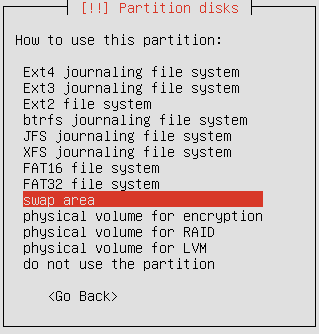 [!!] Partition disks
How to use this partition:
Ext4 journaling file system
Ext3 journaling file system
Ext2 file system
btrfs journaling file system
JFS journaling file system
XFS journaling file system
FAT16 file system
FAT32 file system
swap area
physical volume for encryption
physical volume for RAID
physical volume for LVM
do not use the partition
<Go Back>